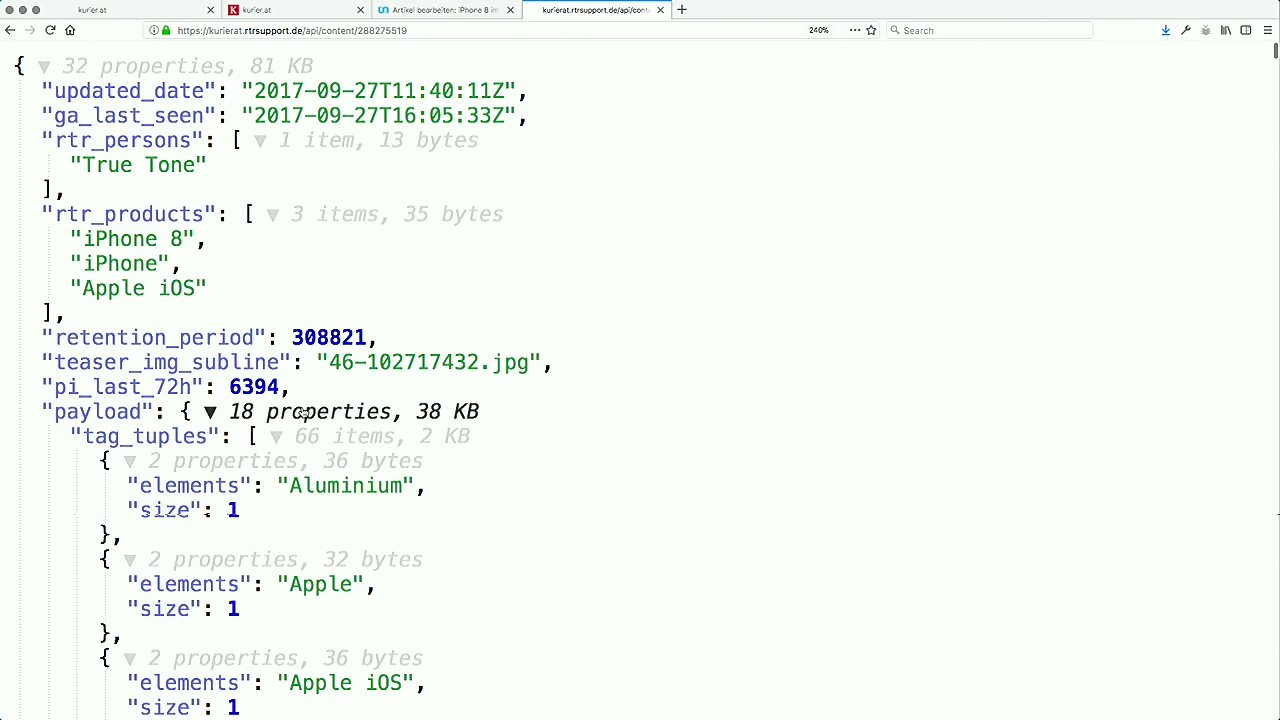 kurier.at
kurier.at
Artikel bearbeiten: iPhone 8 im
kurierat.rtrsupport.de/api/cont
https://kurierat.rtrsupport.de/api/content/288275519
240%
Search
{ ▼ 32 properties, 81 KB
"updated_date": "2017-09-27T11:40:11Z",
"ga_last_seen": "2017-09-27T16:05:33Z",
"rtr_persons": [ ▼ 1 item, 13 bytes
"True Tone"
],
"rtr_products": [ ▼ 3 items, 35 bytes
"iPhone 8",
"iPhone",
"Apple iOS"
],
"retention_period": 308821,
"teaser_img_subline": "46-102717432.jpg",
"pi_last_72h": 6394,
"payload": { ▼ 18 properties, 38 KB
"tag_tuples": [ ▼ 66 items, 2 KB
{ ▼ 2 properties, 36 bytes
"elements": "Aluminium",
"size": 1
},
{ ▼ 2 properties, 32 bytes
"elements": "Apple",
"size": 1
},
{ ▼ 2 properties, 36 bytes
"elements": "Apple iOS",
"size": 1